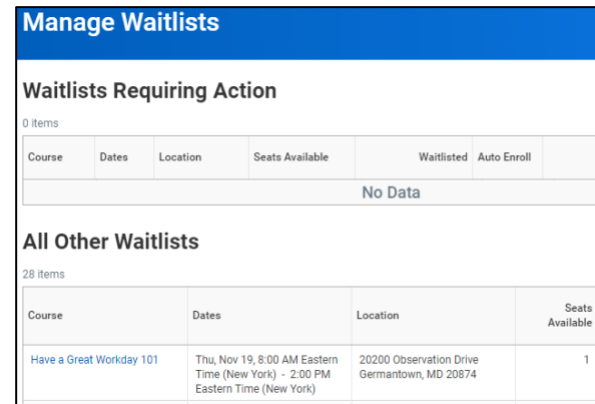 Manage Waitlists
Waitlists Requiring Action
0 items
Course Dates Location Seats Available Waitlisted Auto Enroll
No Data
All Other Waitlists
28 items
Course Dates Location Seats Available
Have a Great Workday 101 Thu, Nov 19, 8:00 AM Eastern 20200 Observation Drive 1
Time (New York) - 2:00 PM Germantown, MD 20874
Eastern Time (New York)